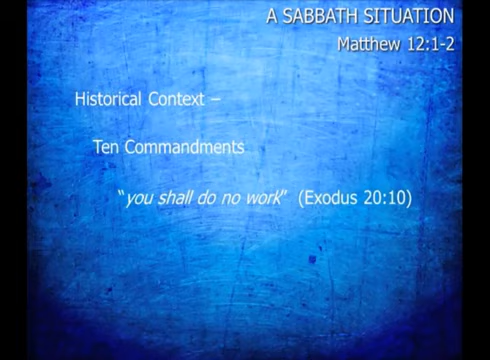 A SABBATH SITUATION
Matthew 12:1-2
Historical Context –
Ten Commandments
"you shall do no work" (Exodus 20:10)